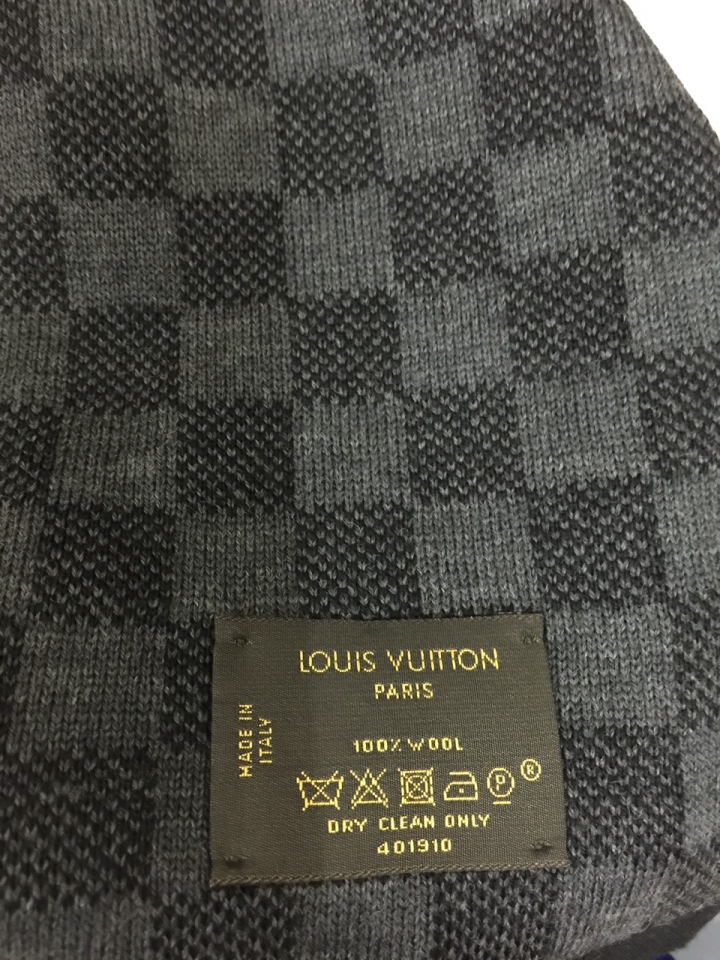 LOUIS VUITTON
PARIS
MADE IN
ITALY
100% WOOL
P
®
DRY CLEAN ONLY
401910